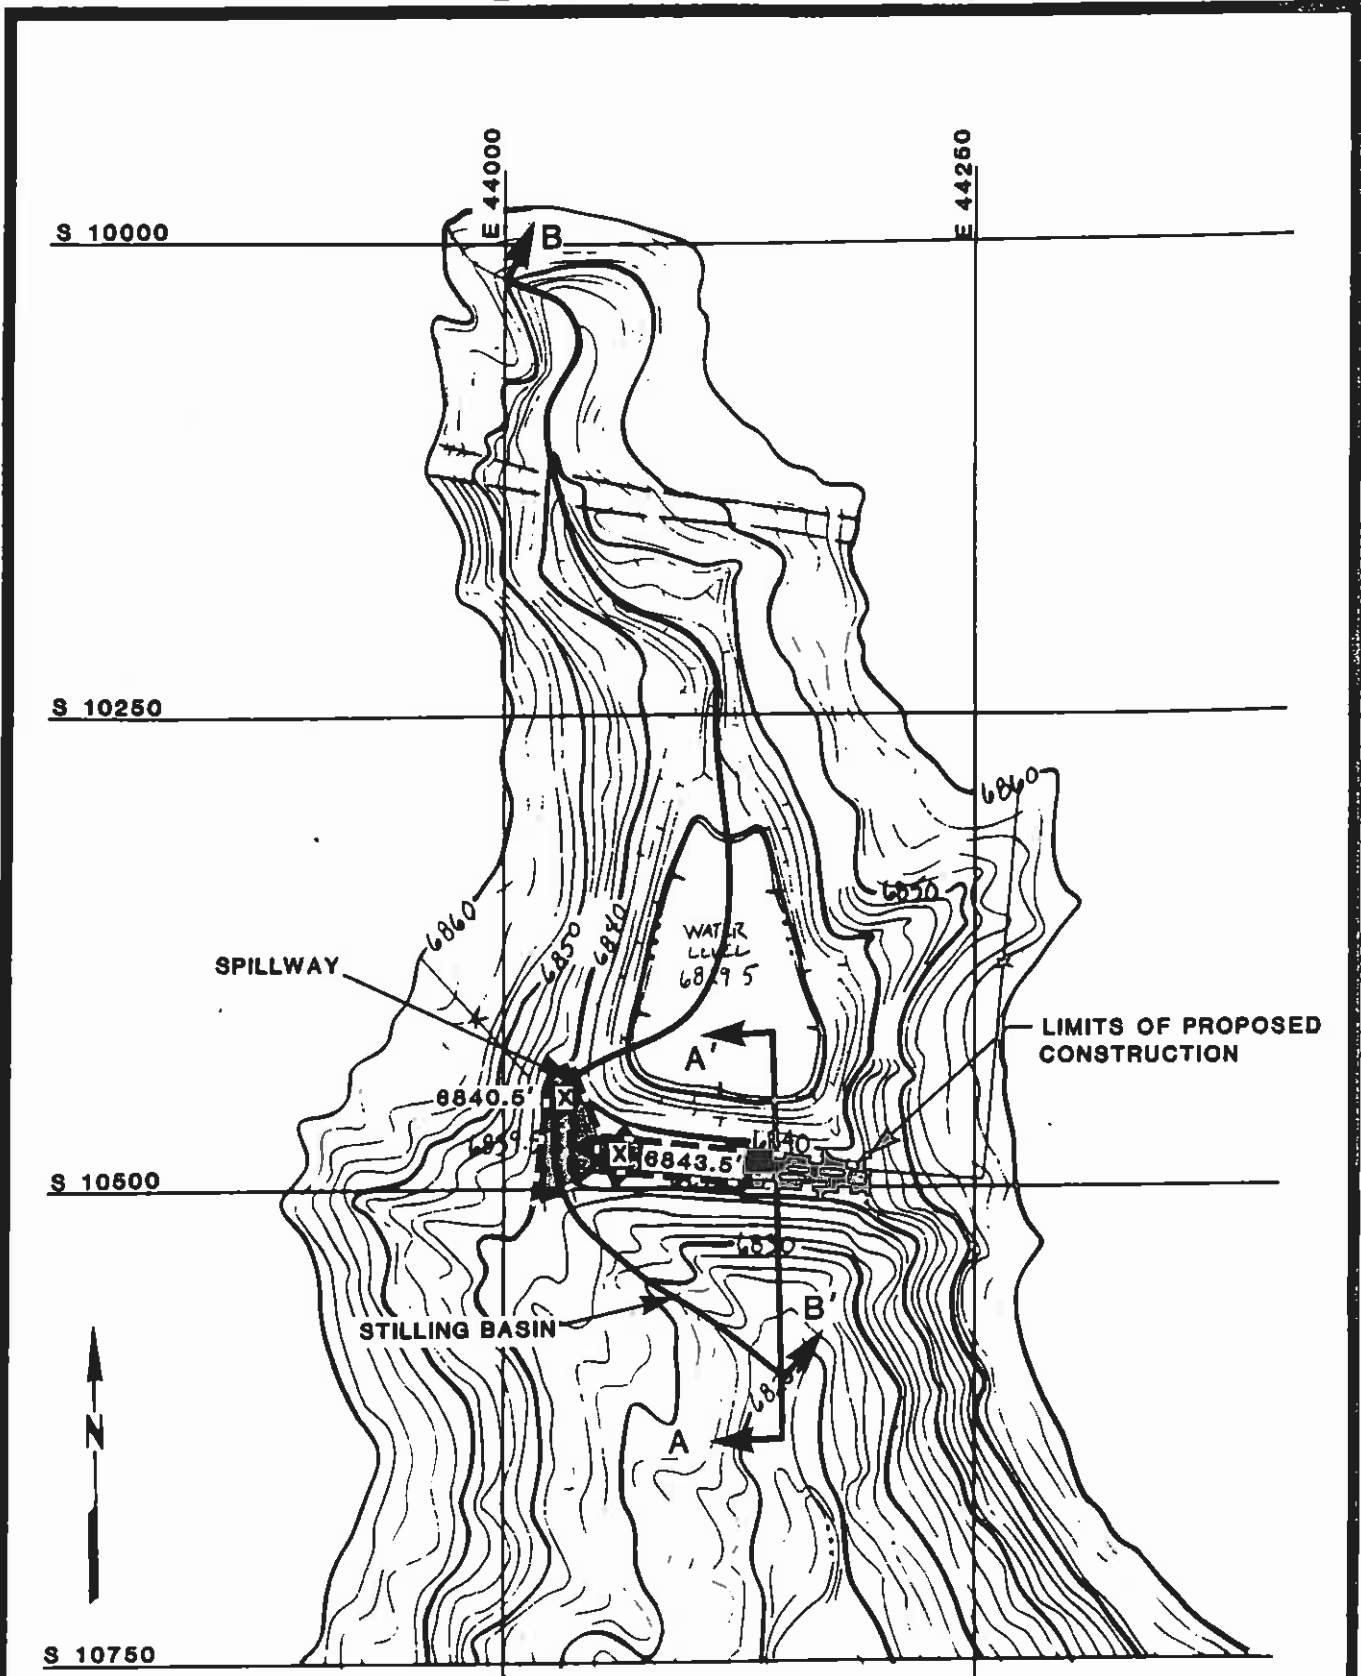 E 44000
E 44250
S 10000
B
S 10250
6860
6850
6860
6850
6840
WATER
LEVEL
SPILLWAY
LIMITS OF PROPOSED
CONSTRUCTION
A'
6840.5'
X
6840
X
6843.5'
S 10500
6830
B'
STILLING BASIN
A
N
S 10750